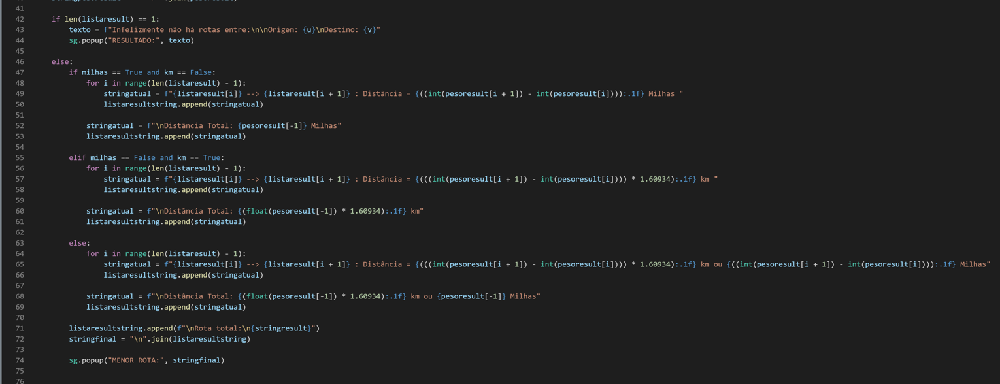 41
42     if len(listaresult) == 1:
43         texto = f"Infelizmente não há rotas entre:\n\nOrigem: {u}\nDestino: {v}"
44         sg.popup("RESULTADO:", texto)
45
46     else:
47         if milhas == True and km == False:
48             for i in range(len(listaresult) - 1):
49                 stringatual = f"{listaresult[i]} --> {listaresult[i + 1]} : Distância = {((int(pesoresult[i + 1]) - int(pesoresult[i]))):.1f} Milhas "
50                 listaresultstring.append(stringatual)
51
52             stringatual = f"\nDistância Total: {pesoresult[-1]} Milhas"
53             listaresultstring.append(stringatual)
54
55         elif milhas == False and km == True:
56             for i in range(len(listaresult) - 1):
57                 stringatual = f"{listaresult[i]} --> {listaresult[i + 1]} : Distância = {(((int(pesoresult[i + 1]) - int(pesoresult[i]))) * 1.60934):.1f} km "
58                 listaresultstring.append(stringatual)
59
60             stringatual = f"\nDistância Total: {(float(pesoresult[-1]) * 1.60934):.1f} km"
61             listaresultstring.append(stringatual)
62
63         else:
64             for i in range(len(listaresult) - 1):
65                 stringatual = f"{listaresult[i]} --> {listaresult[i + 1]} : Distância = {(((int(pesoresult[i + 1]) - int(pesoresult[i]))) * 1.60934):.1f} km ou {((int(pesoresult[i + 1]) - int(pesoresult[i]))):.1f} Milhas"
66                 listaresultstring.append(stringatual)
67
68             stringatual = f"\nDistância Total: {(float(pesoresult[-1]) * 1.60934):.1f} km ou {pesoresult[-1]} Milhas"
69             listaresultstring.append(stringatual)
70
71         listaresultstring.append(f"\nRota total:\n{stringresult}")
72         stringfinal = "\n".join(listaresultstring)
73
74         sg.popup("MENOR ROTA:", stringfinal)
75
76